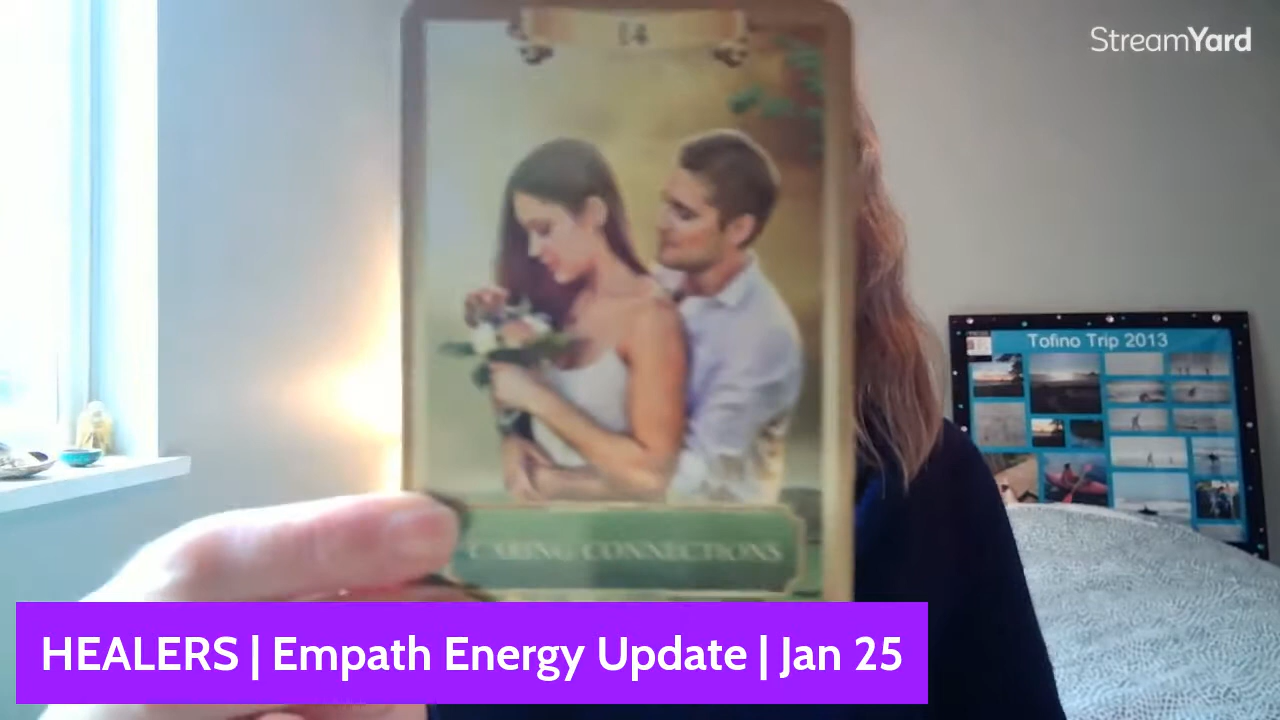 StreamYard
14
Tofino Trip 2013
CARING CONNECTIONS
HEALERS | Empath Energy Update | Jan 25